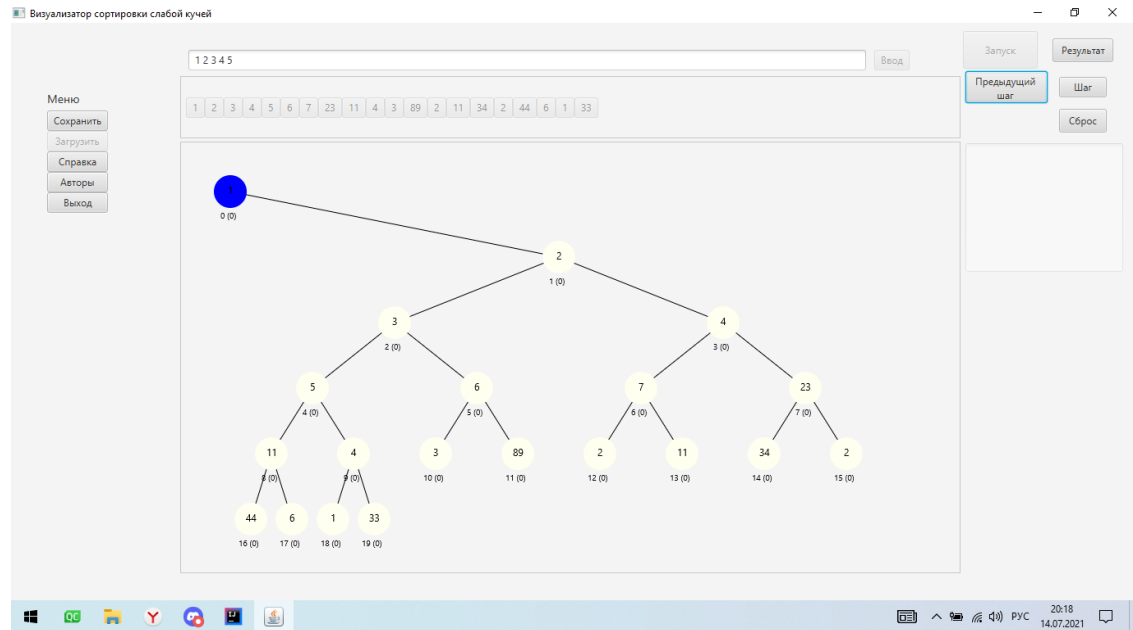 Визуализатор сортировки слабой кучей
1 2 3 4 5
Ввод
Запуск
Результат
Предыдущий
шаг
Шаг
Сброс
Меню
Сохранить
Загрузить
Справка
Авторы
Выход
1 2 3 4 5 6 7 23 11 4 3 89 2 11 34 2 44 6 1 33
1
0 (0)
2
1 (0)
3 4
2 (0) 3 (0)
5 6 7 23
4 (0) 5 (0) 6 (0) 7 (0)
11 4 3 89 2 11 34 2
8 (0) 9 (0) 10 (0) 11 (0) 12 (0) 13 (0) 14 (0) 15 (0)
44 6 1 33
16 (0) 17 (0) 18 (0) 19 (0)
QC Y IJ РУС 20:18
14.07.2021